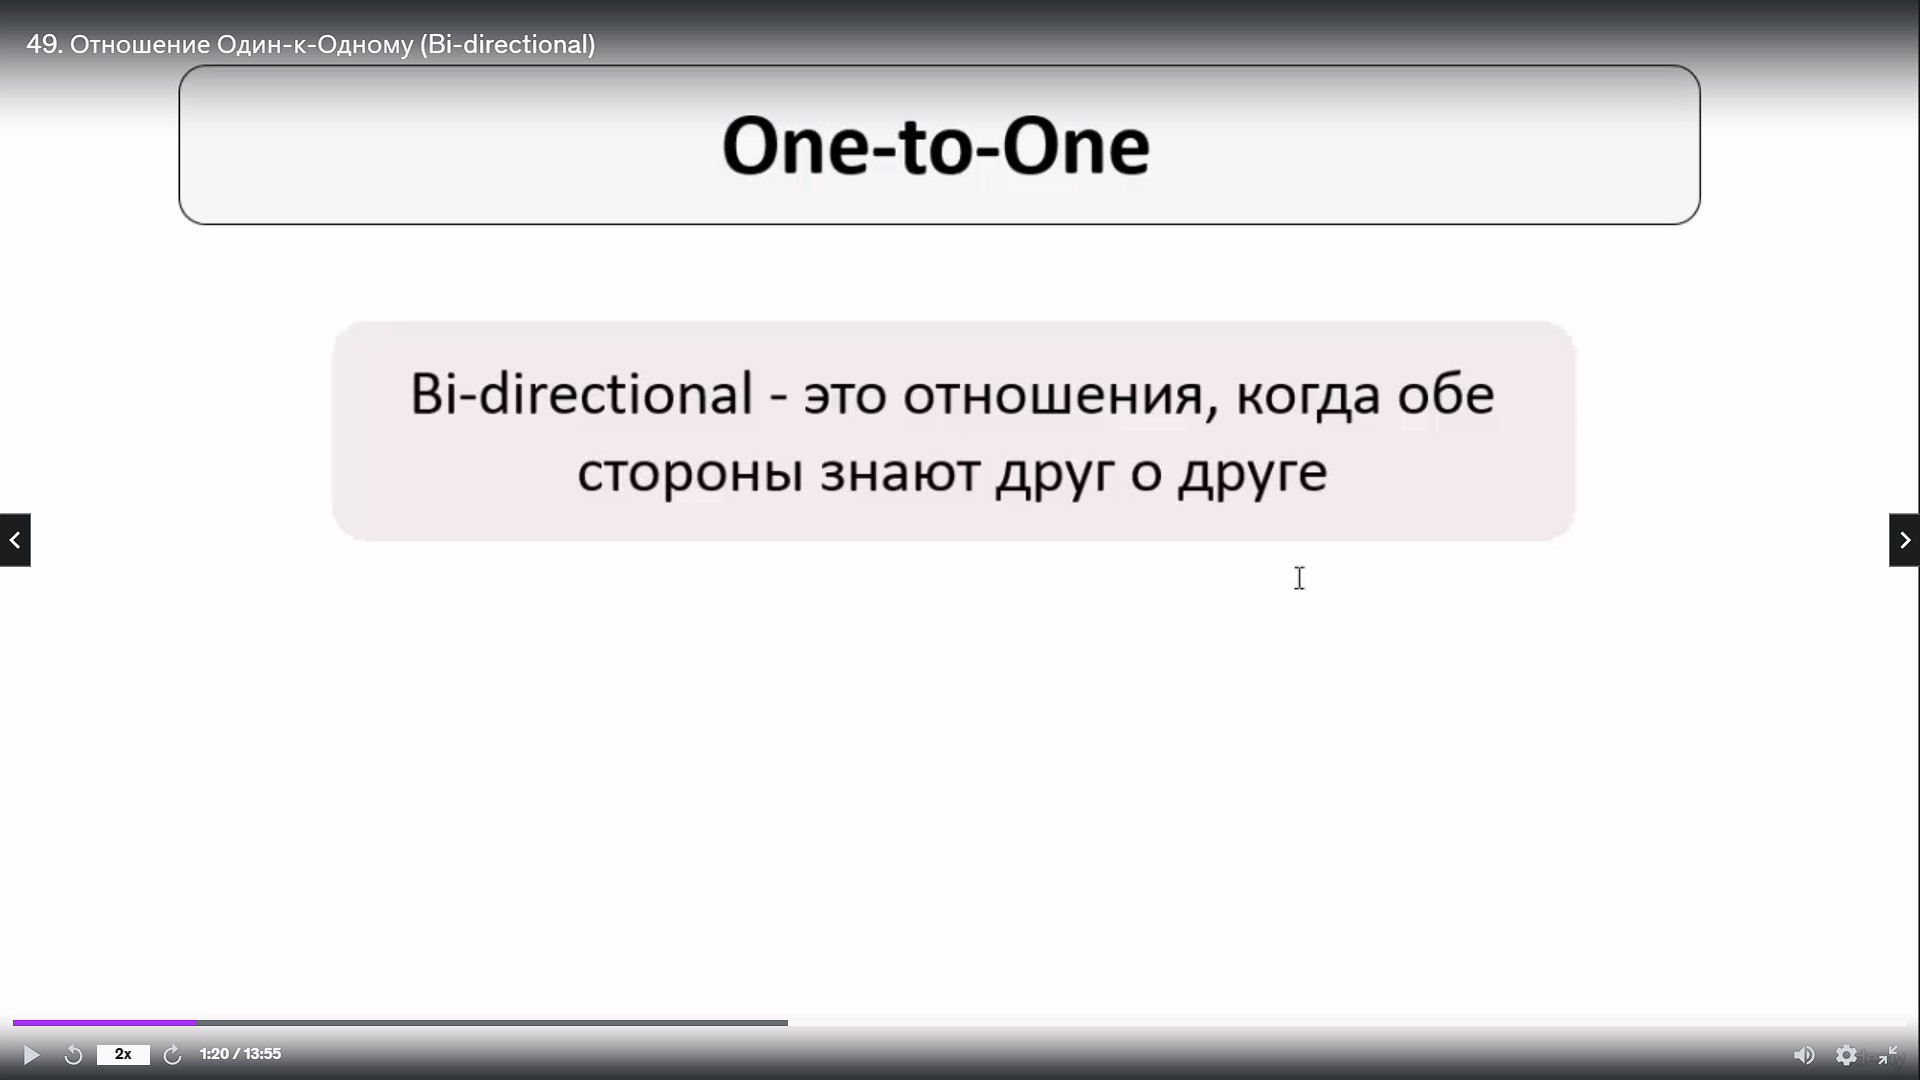 49. Отношение Один-к-Одному (Bi-directional)
One-to-One
Bi-directional - это отношения, когда обе
стороны знают друг о друге
2x
1:20 / 13:55